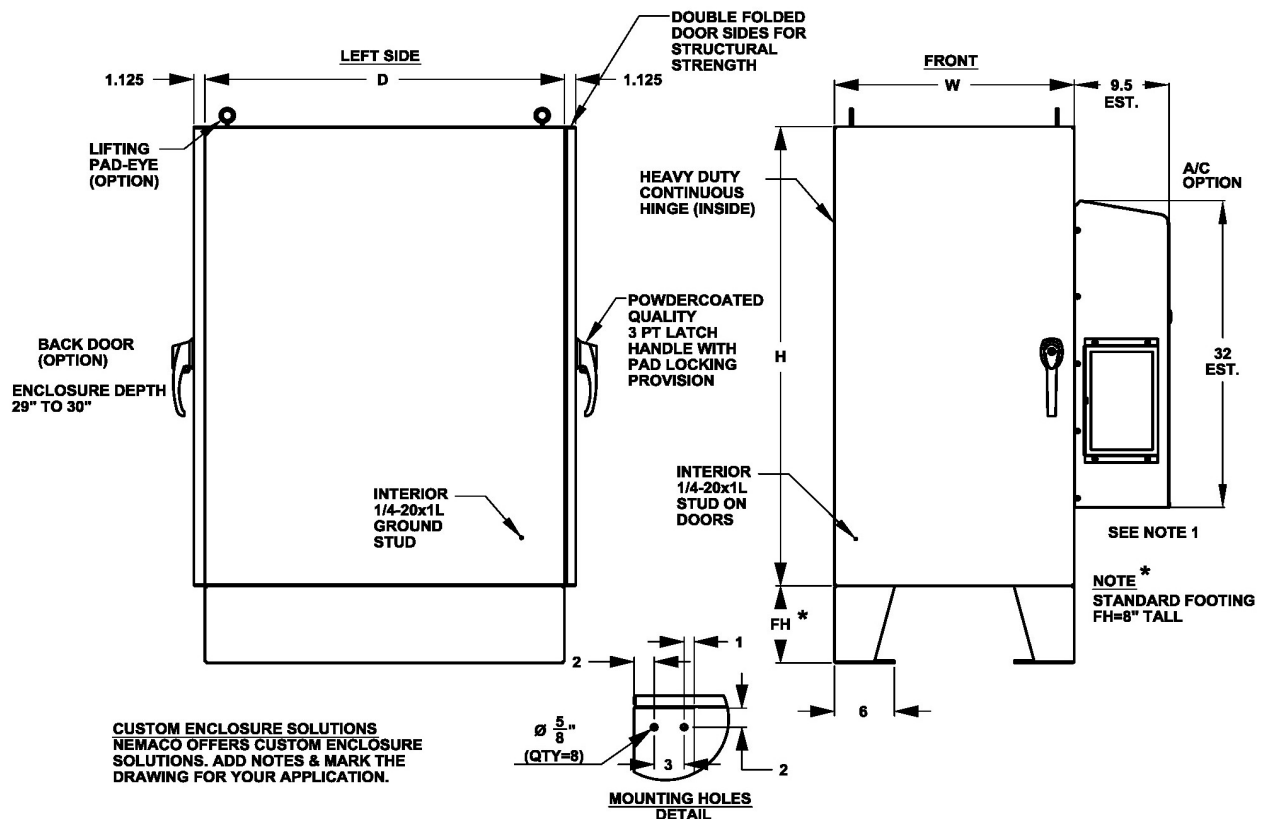 DOUBLE FOLDED
DOOR SIDES FOR
STRUCTURAL
STRENGTH
LEFT SIDE
1.125
D
1.125
LIFTING
PAD-EYE
(OPTION)
BACK DOOR
(OPTION)
ENCLOSURE DEPTH
29" TO 30"
POWDERCOATED
QUALITY
3 PT LATCH
HANDLE WITH
PAD LOCKING
PROVISION
INTERIOR
1/4-20x1L
GROUND
STUD
FRONT
W
9.5
EST.
HEAVY DUTY
CONTINUOUS
HINGE (INSIDE)
A/C
OPTION
H
32
EST.
INTERIOR
1/4-20x1L
STUD ON
DOORS
SEE NOTE 1
NOTE *
STANDARD FOOTING
FH=8" TALL
FH *
6
2
1
Ø 5/8"
(QTY=8)
3
2
MOUNTING HOLES
DETAIL
CUSTOM ENCLOSURE SOLUTIONS
NEMACO OFFERS CUSTOM ENCLOSURE
SOLUTIONS. ADD NOTES & MARK THE
DRAWING FOR YOUR APPLICATION.